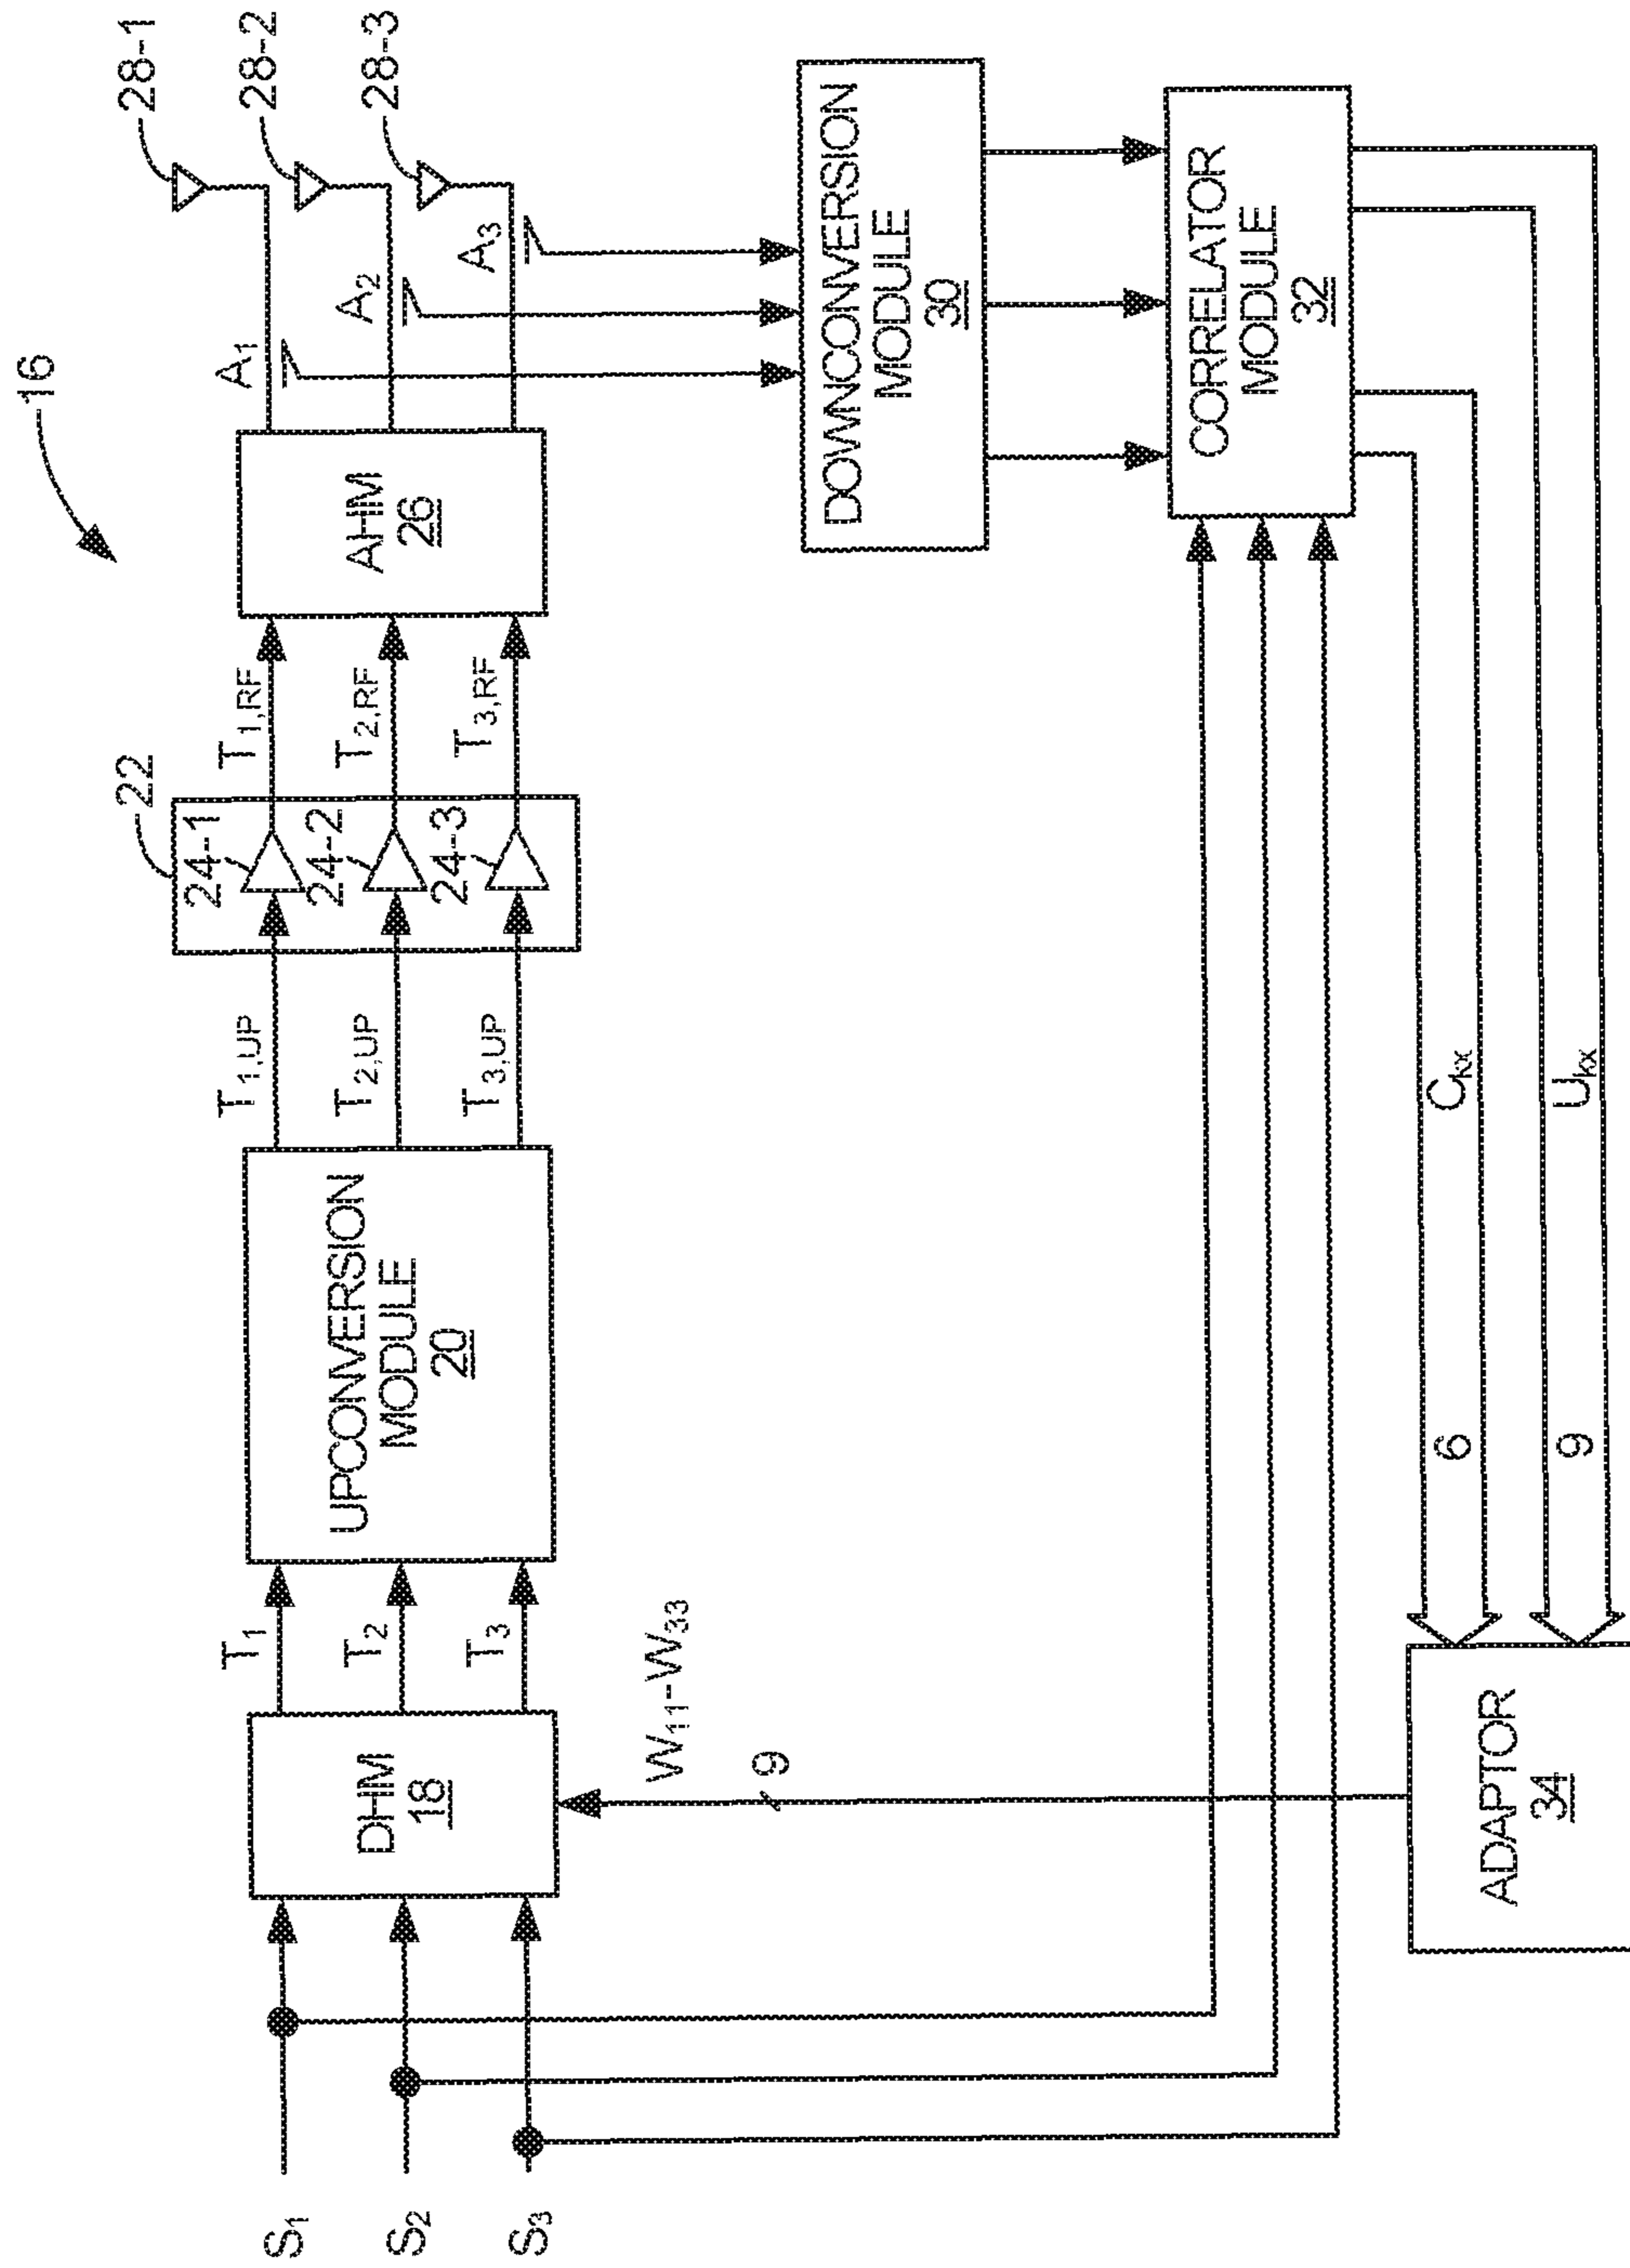 16
28-1
28-2
28-3
22
24-1
24-2
24-3
S1
S2
S3
T1
T2
T3
T1,UP
T2,UP
T3,UP
T1,RF
T2,RF
T3,RF
A1
A2
A3
DHM
18
UPCONVERSION
MODULE
20
AHM
26
W11-W33
9
DOWNCONVERSION
MODULE
30
CORRELATOR
MODULE
32
6
Ckx
9
Ukx
ADAPTOR
34